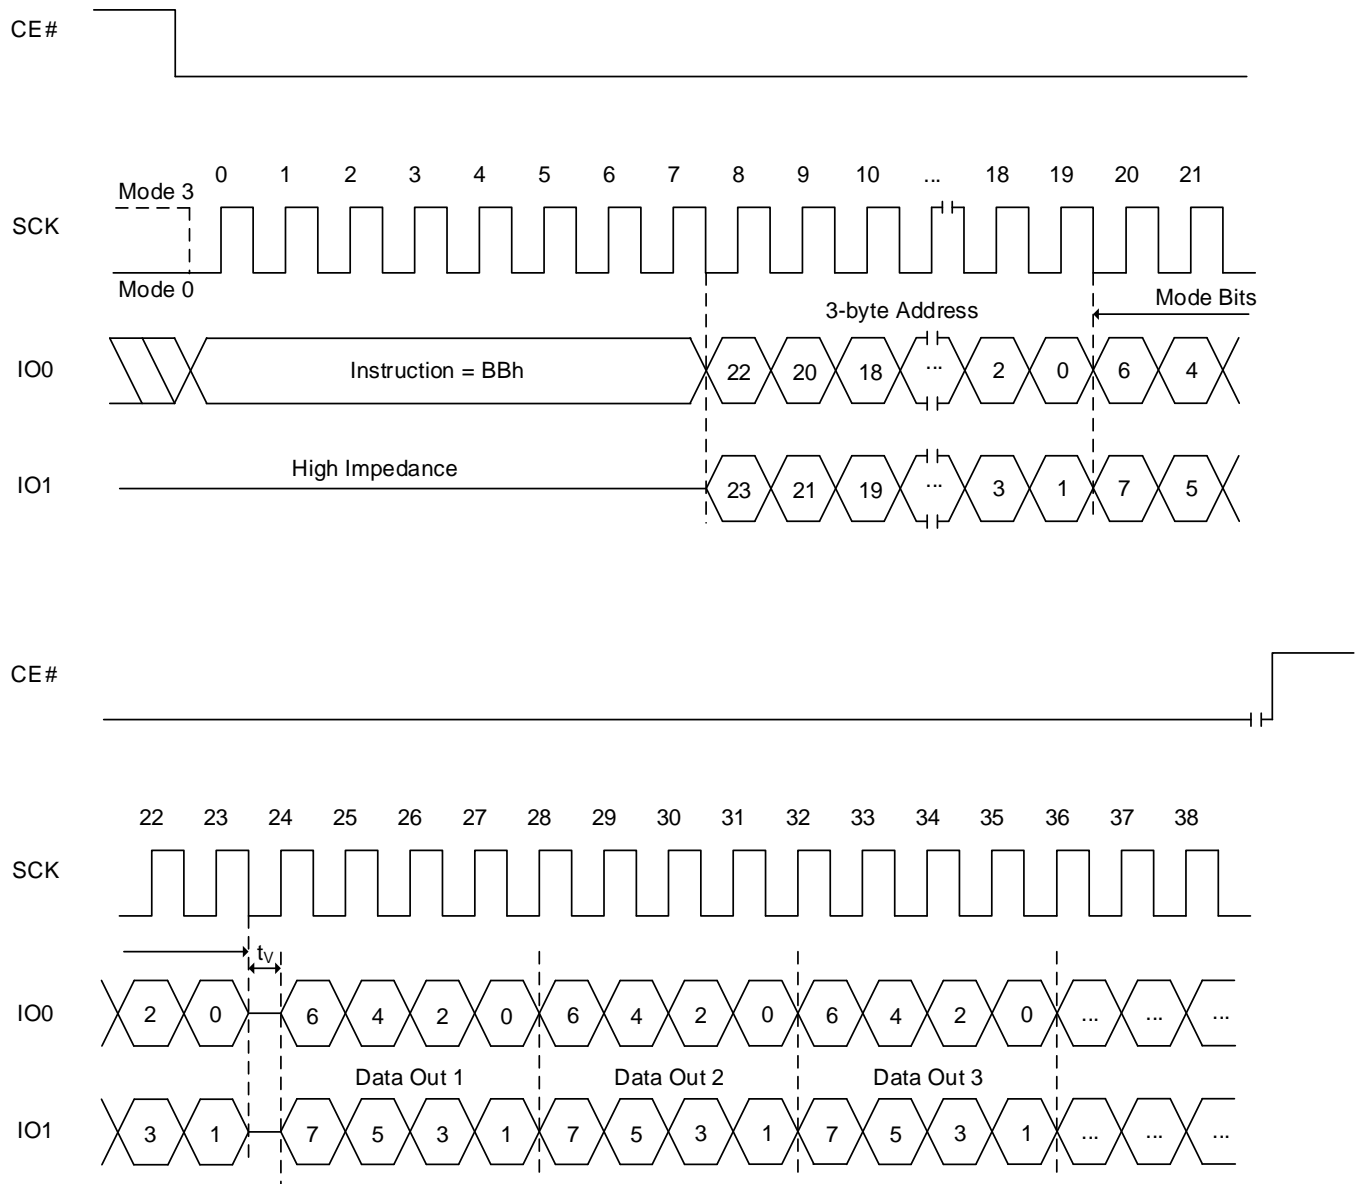 CE#
0 1 2 3 4 5 6 7 8 9 10 ... 18 19 20 21
Mode 3
SCK
Mode 0
3-byte Address
Mode Bits
IO0 Instruction = BBh 22 20 18 ... 2 0 6 4
High Impedance
IO1 23 21 19 ... 3 1 7 5
CE#
22 23 24 25 26 27 28 29 30 31 32 33 34 35 36 37 38
SCK
tV
IO0 2 0 6 4 2 0 6 4 2 0 6 4 2 0 ... ... ...
Data Out 1 Data Out 2 Data Out 3
IO1 3 1 7 5 3 1 7 5 3 1 7 5 3 1 ... ... ...